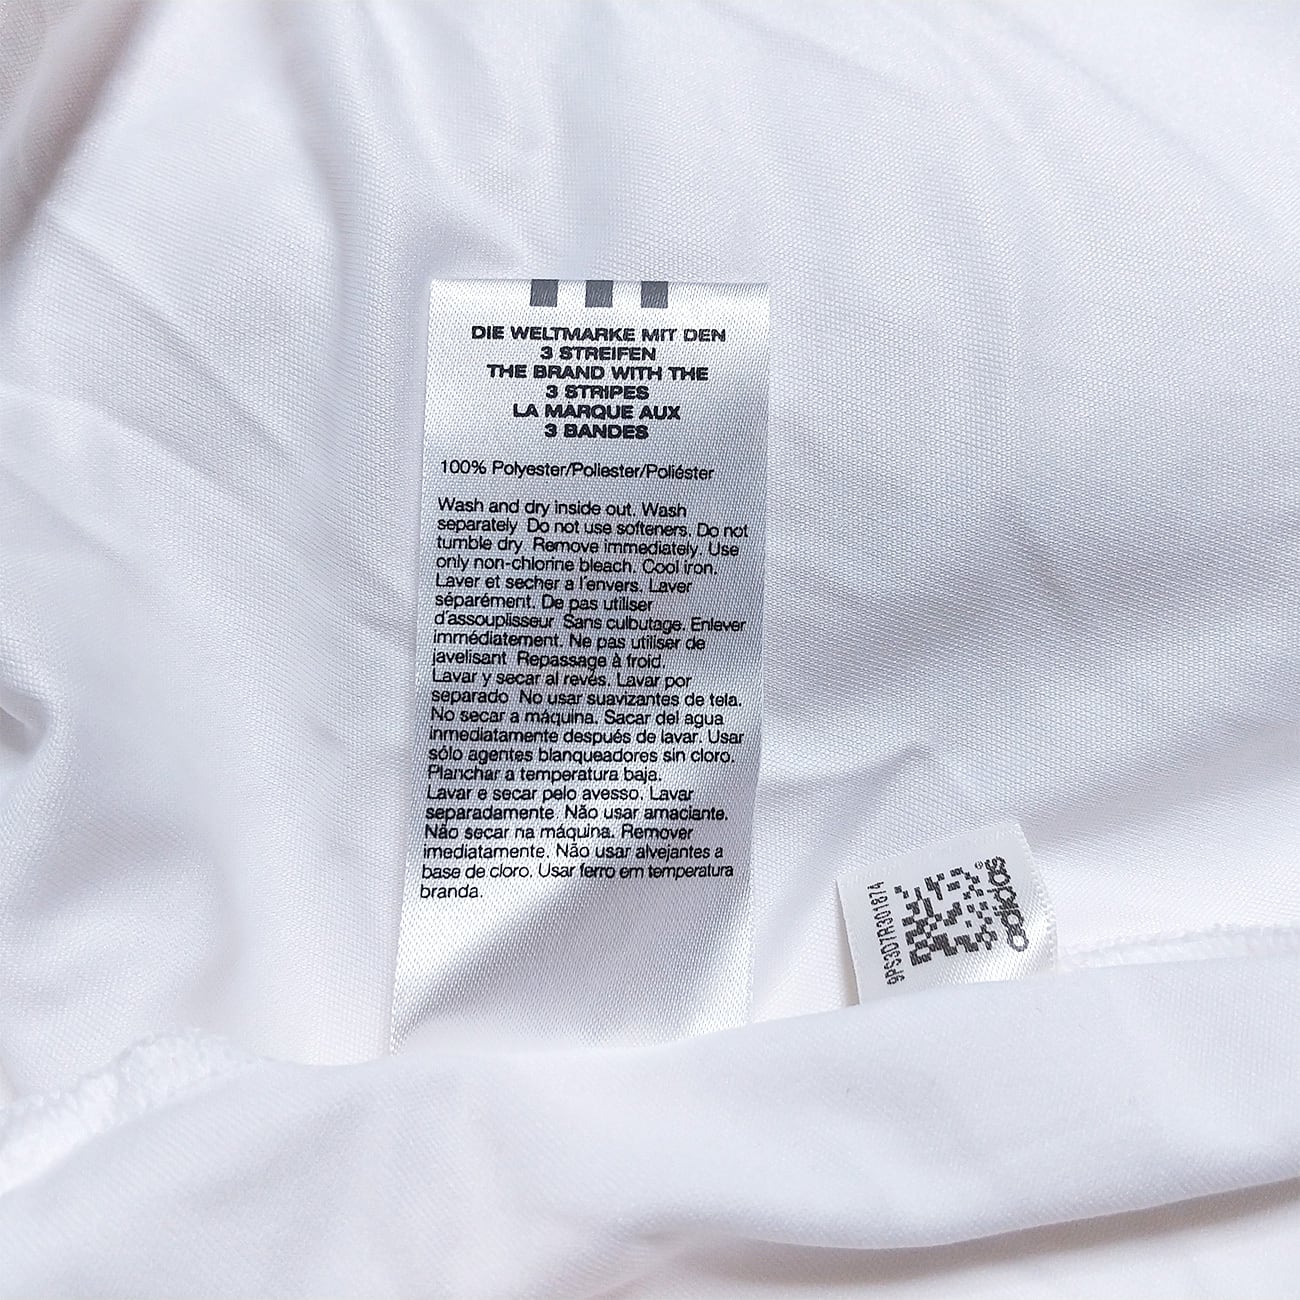 DIE WELTMARKE MIT DEN
3 STREIFEN
THE BRAND WITH THE
3 STRIPES
LA MARQUE AUX
3 BANDES
100% Polyester/Poliester/Poliéster
Wash and dry inside out. Wash
separately Do not use softeners. Do not
tumble dry Remove immediately. Use
only non-chlorine bleach. Cool iron.
Laver et secher a l'envers. Laver
séparément. De pas utiliser
d'assouplisseur Sans culbutage. Enlever
immédiatement. Ne pas utiliser de
javelisant Repassage à froid.
Lavar y secar al revés. Lavar por
separado No usar suavizantes de tela.
No secar a máquina. Sacar del agua
inmediatamente después de lavar. Usar
sólo agentes blanqueadores sin cloro.
Planchar a temperatura baja.
Lavar e secar pelo avesso. Lavar
separadamente. Não usar amaciante.
Não secar na máquina. Remover
imediatamente. Não usar alvejantes a
base de cloro. Usar ferro em temperatura
branda.
9PS3D7R301874
adidas®